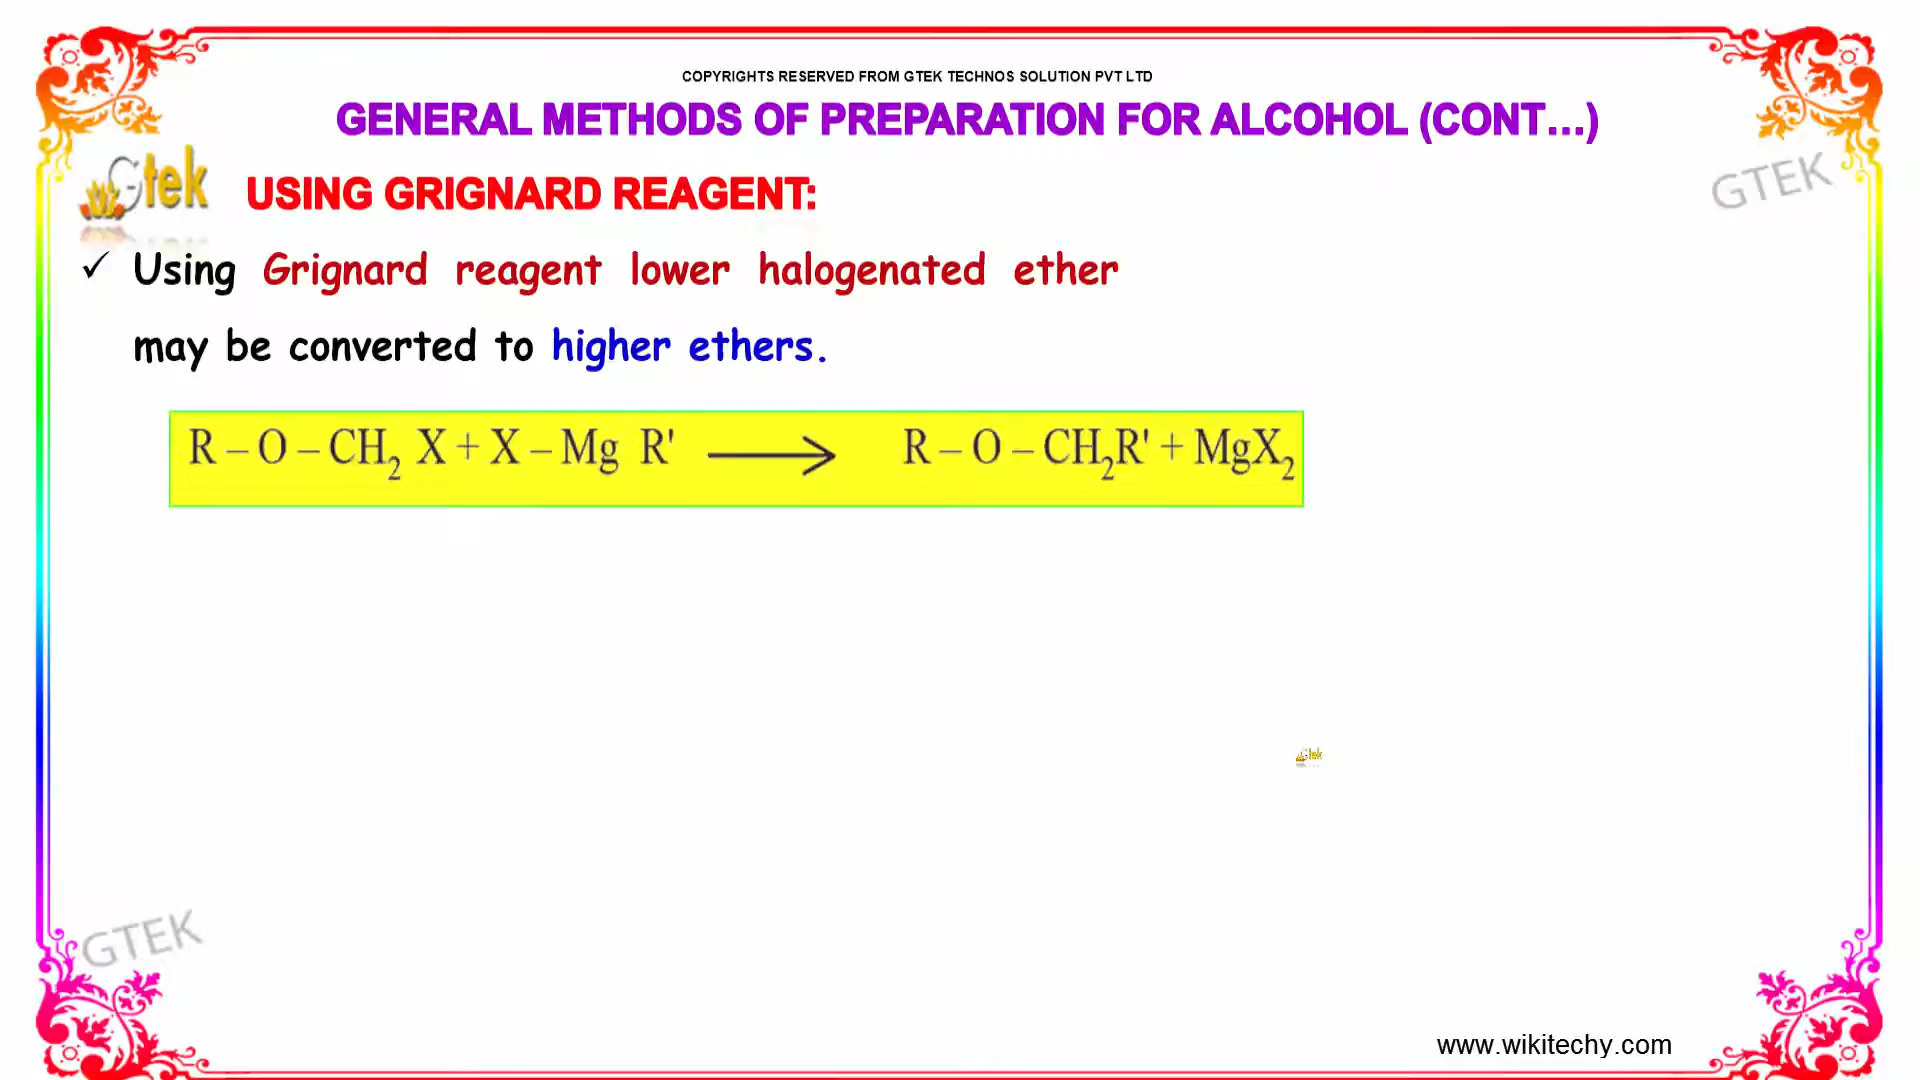 COPYRIGHTS RESERVED FROM GTEK TECHNOS SOLUTION PVT LTD
GENERAL METHODS OF PREPARATION FOR ALCOHOL (CONT...)
Gtek
USING GRIGNARD REAGENT:
GTEK
✓ Using Grignard reagent lower halogenated ether
may be converted to higher ethers.
R – O – CH₂ X + X – Mg R' ⟶ R – O – CH₂R' + MgX₂
Gtek
GTEK
www.wikitechy.com